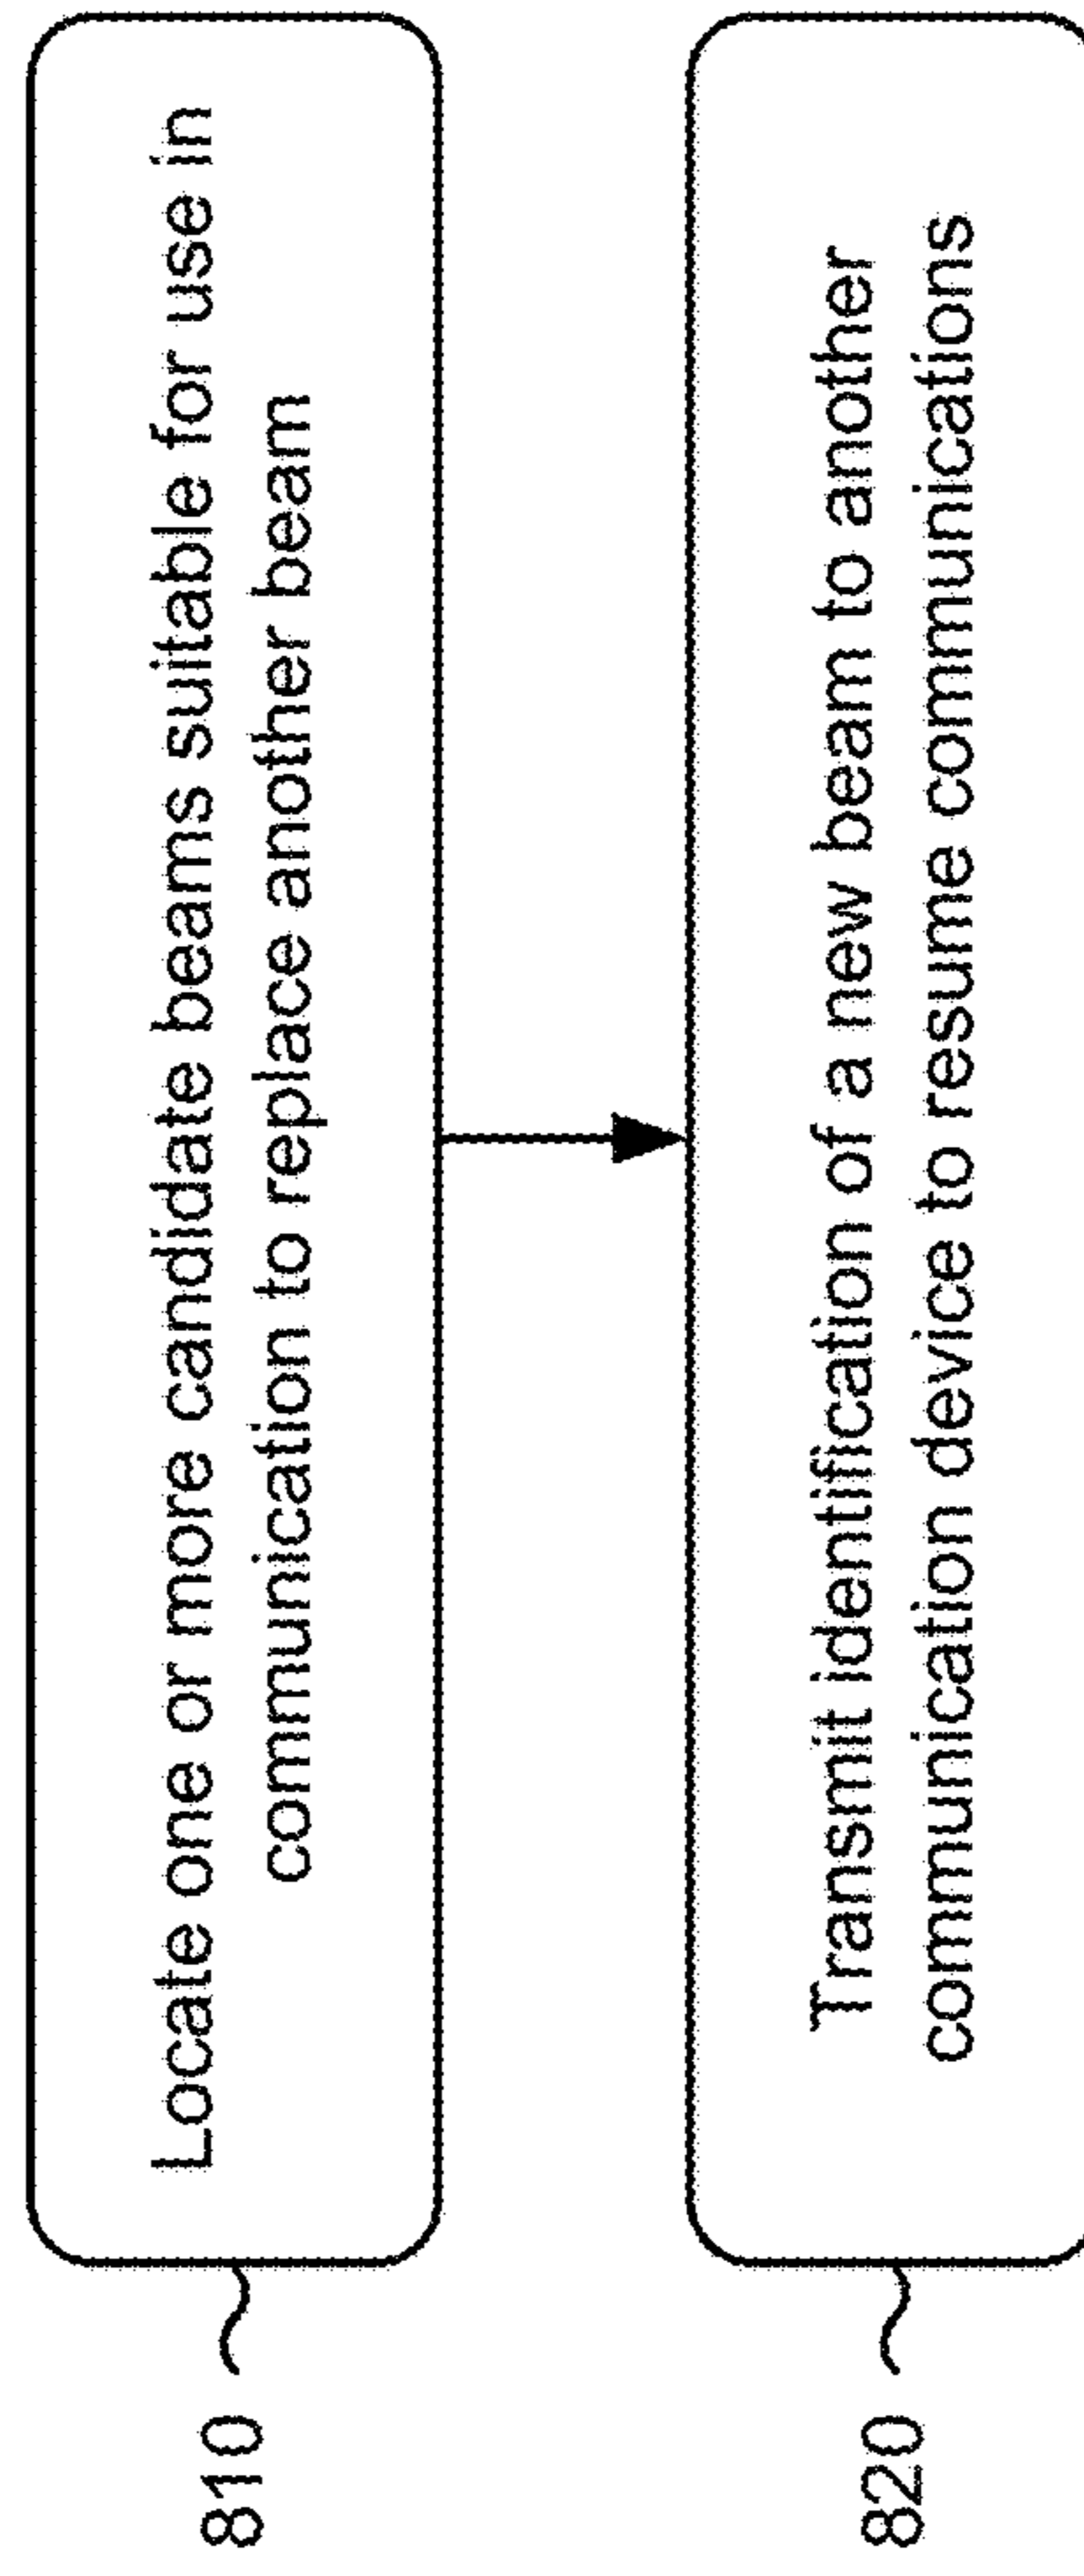 Locate one or more candidate beams suitable for use in
communication to replace another beam
810
Transmit identification of a new beam to another
communication device to resume communications
820